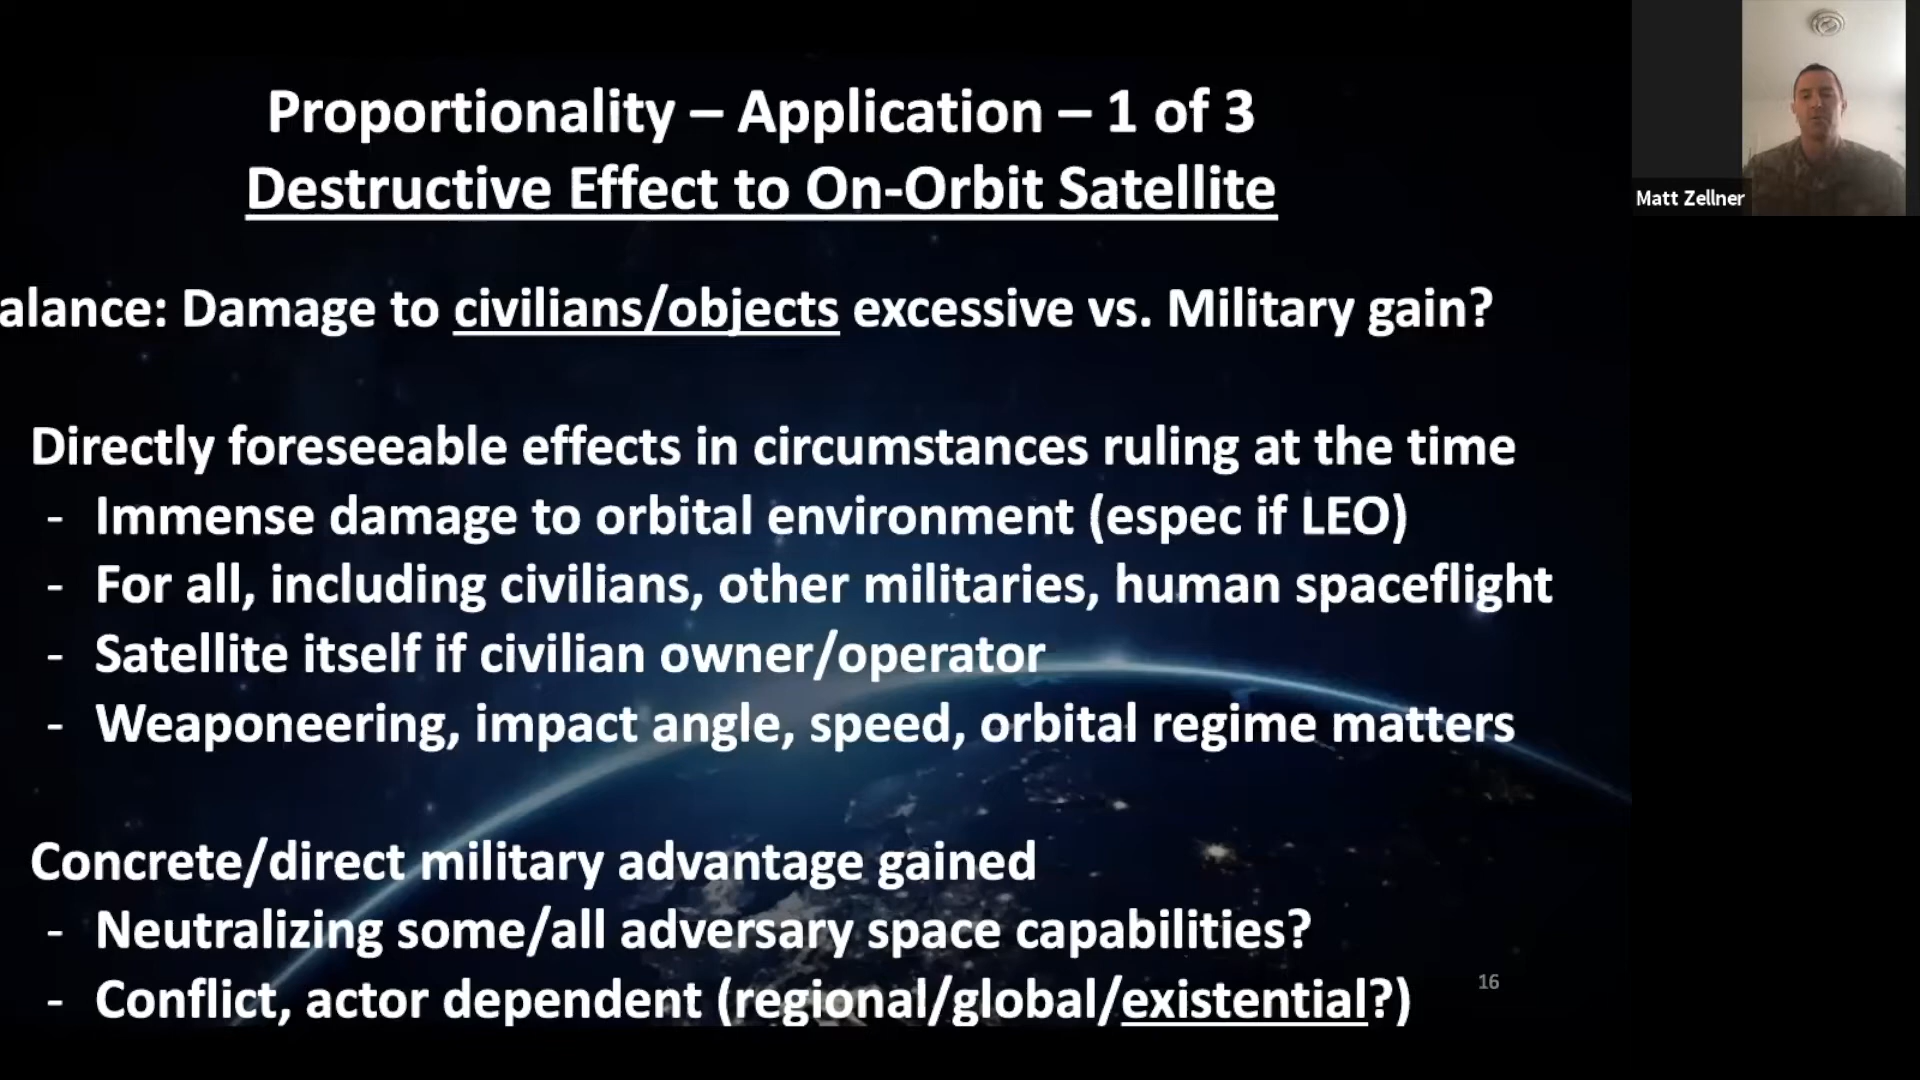 Proportionality – Application – 1 of 3
Destructive Effect to On-Orbit Satellite
Matt Zellner
alance: Damage to civilians/objects excessive vs. Military gain?
Directly foreseeable effects in circumstances ruling at the time
- Immense damage to orbital environment (espec if LEO)
- For all, including civilians, other militaries, human spaceflight
- Satellite itself if civilian owner/operator
- Weaponeering, impact angle, speed, orbital regime matters
Concrete/direct military advantage gained
- Neutralizing some/all adversary space capabilities?
- Conflict, actor dependent (regional/global/existential?)
16